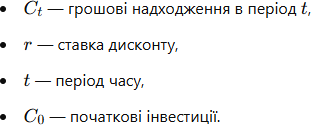 • C_t — грошові надходження в період t,
• r — ставка дисконту,
• t — період часу,
• C_0 — початкові інвестиції.